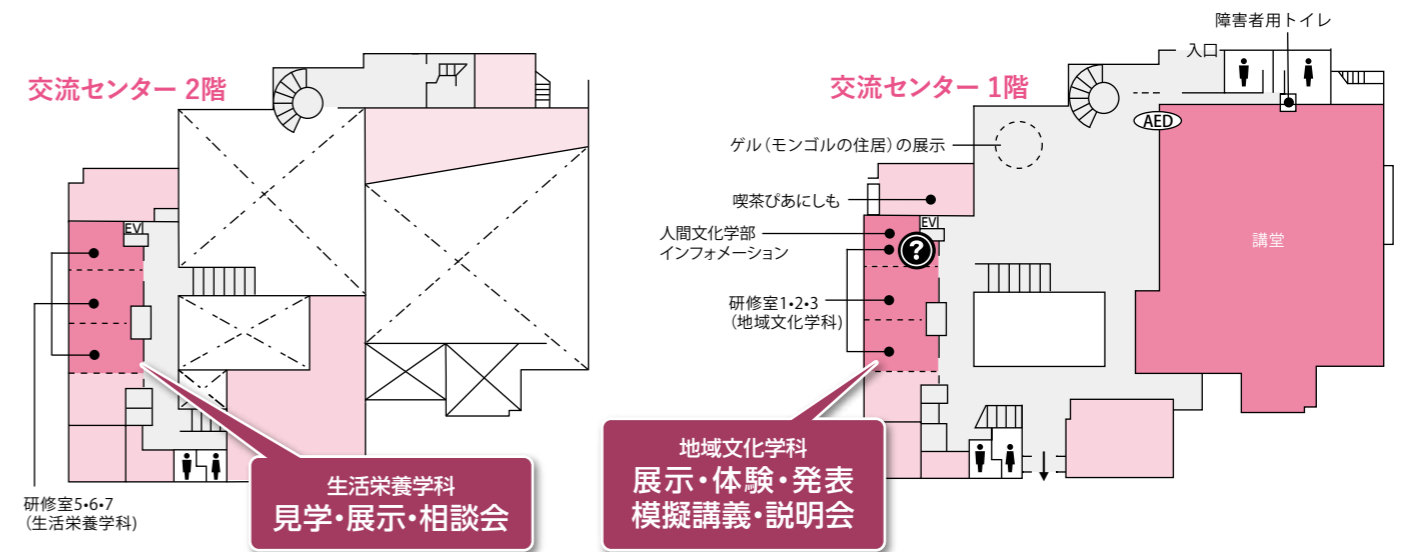 交流センター 2階
EV
研修室5・6・7
(生活栄養学科)
生活栄養学科
見学・展示・相談会
交流センター 1階
障害者用トイレ
入口
AED
ゲル(モンゴルの住居)の展示
喫茶ぴあにしも
人間文化学部
インフォメーション
EV
?
講堂
研修室1・2・3
(地域文化学科)
地域文化学科
展示・体験・発表
模擬講義・説明会